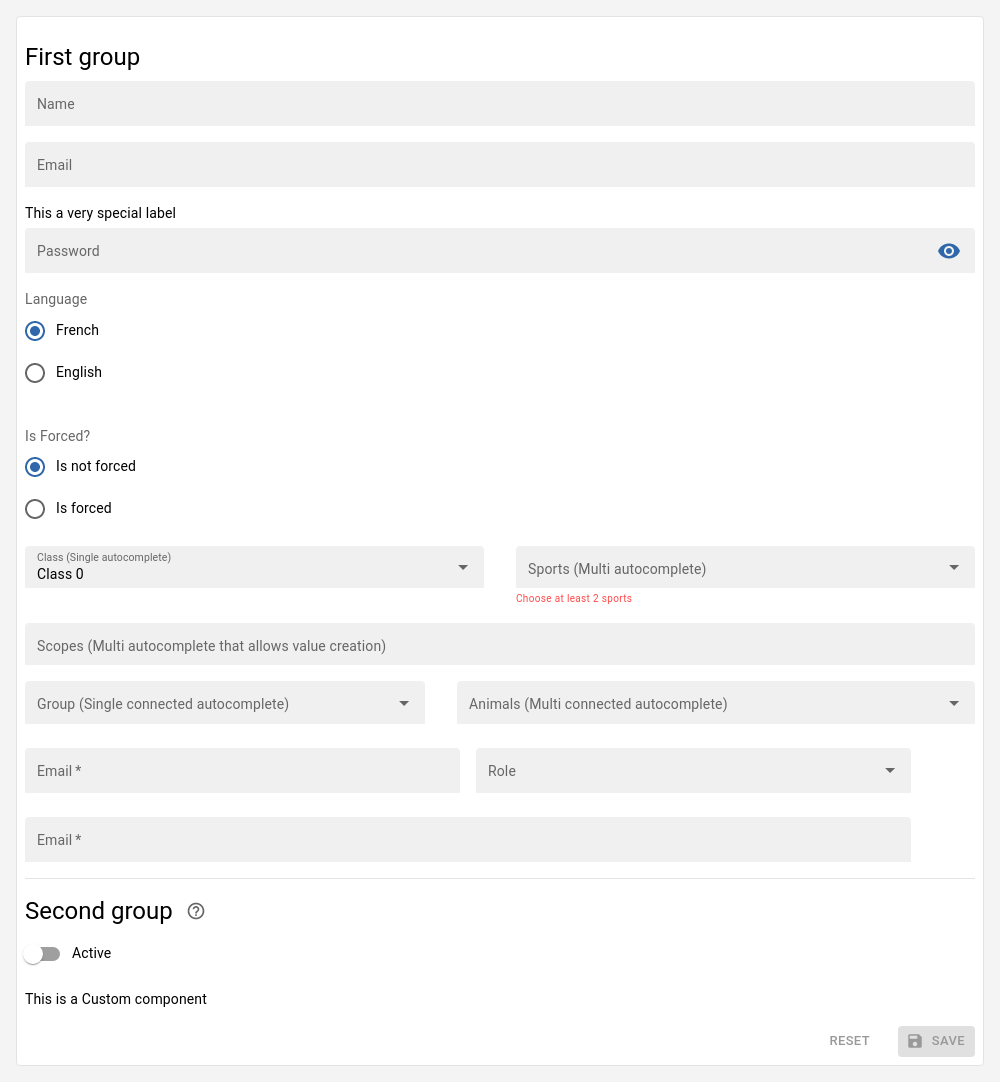 First group
Name
Email
This a very special label
Password
Language
French
English
Is Forced?
Is not forced
Is forced
Class (Single autocomplete)
Class 0
Sports (Multi autocomplete)
Choose at least 2 sports
Scopes (Multi autocomplete that allows value creation)
Group (Single connected autocomplete)
Animals (Multi connected autocomplete)
Email *
Role
Email *
Second group
Active
This is a Custom component
RESET
SAVE